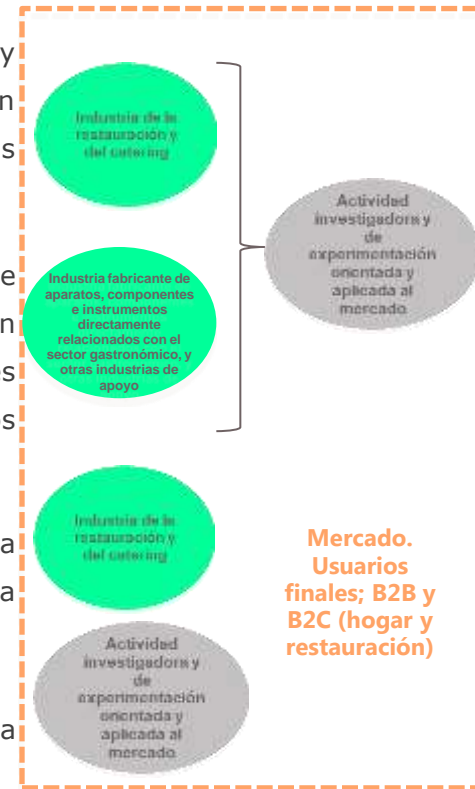 y
n
s
Industria de la
restauración y
del catering
Actividad
investigadora y
de
experimentación
orientada y
aplicada al
mercado
e
n
es
s
Industria fabricante de
aparatos, componentes
e instrumentos
directamente
relacionados con el
sector gastronómico, y
otras industrias de
apoyo
Industria de la
restauración y
del catering
a
a
Mercado.
Usuarios
finales; B2B y
B2C (hogar y
restauración)
Actividad
investigadora y
de
experimentación
orientada y
aplicada al
mercado
a